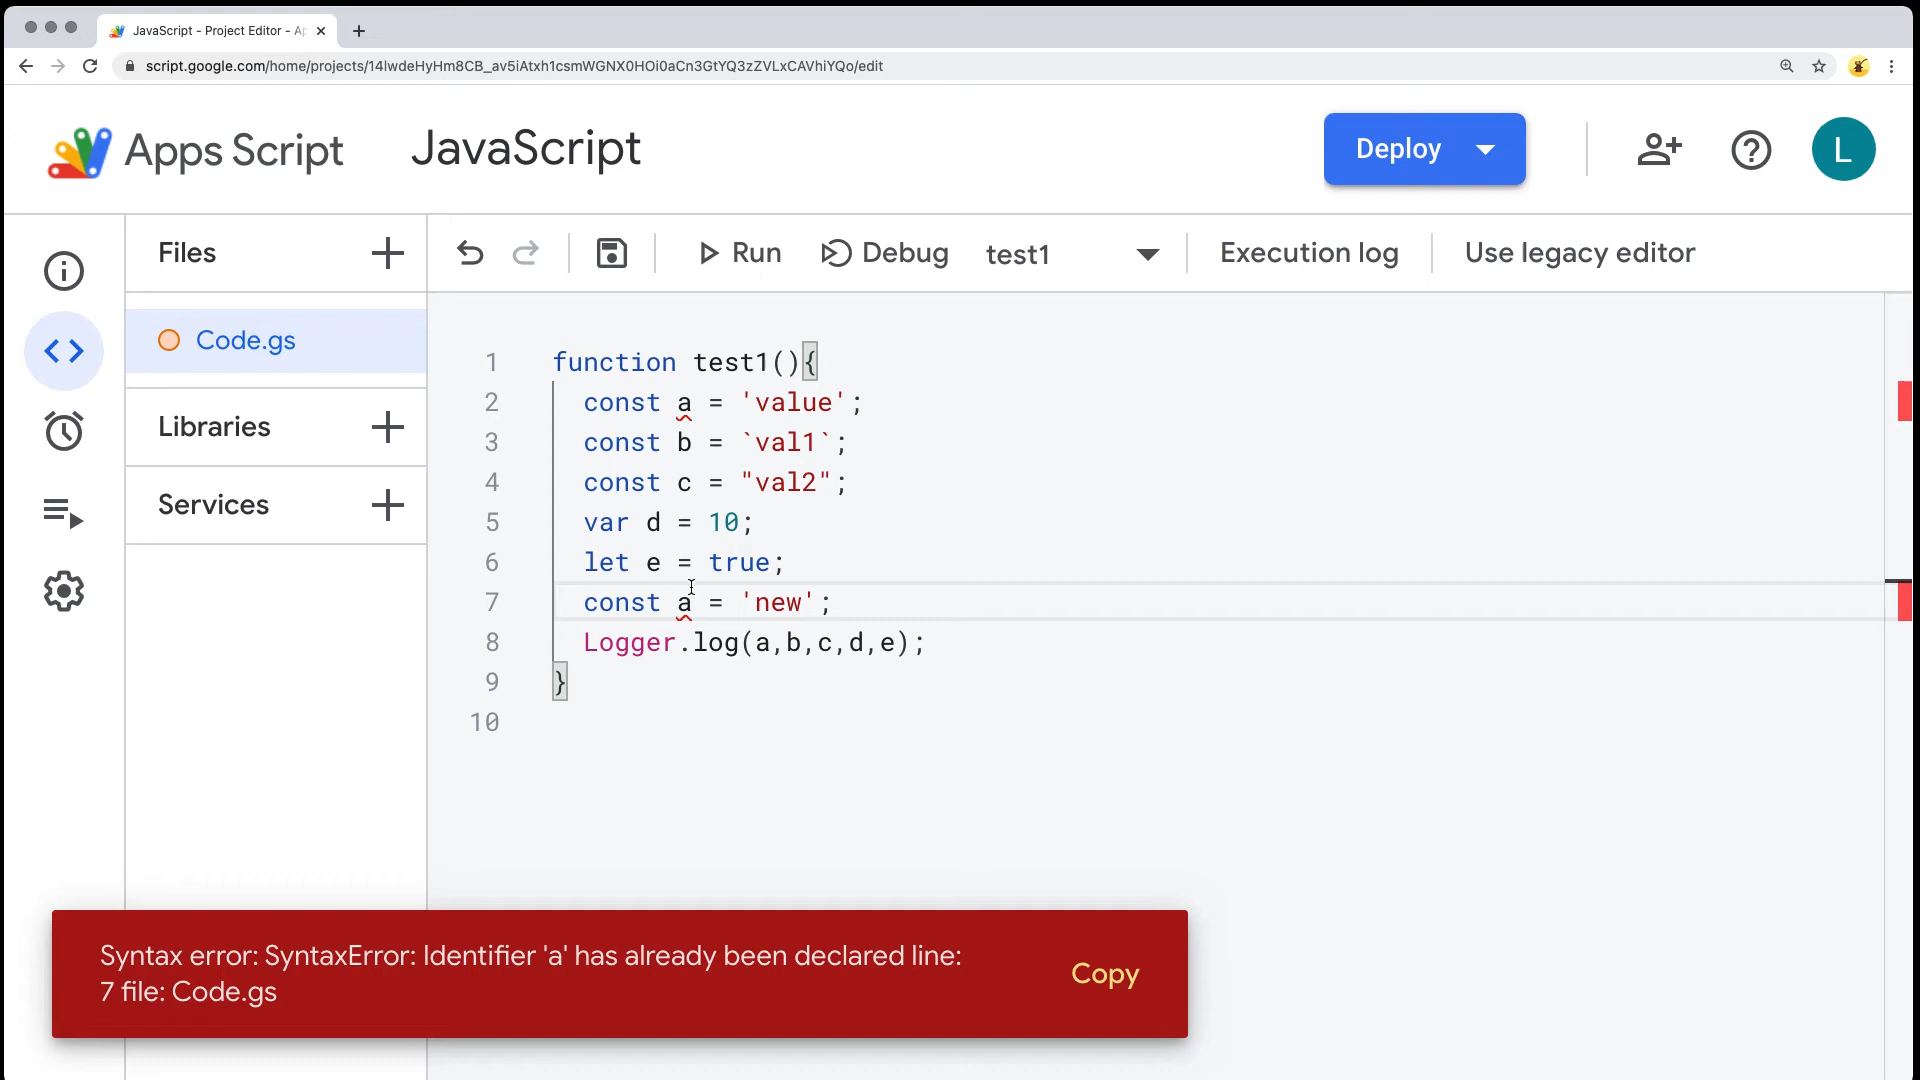 JavaScript - Project Editor - Ap
script.google.com/home/projects/14lwdeHyHm8CB_av5iAtxh1csmWGNX0HOi0aCn3GtYQ3zZVLxCAVhiYQo/edit
Apps Script
JavaScript
Deploy
L
Files
Run
Debug
test1
Execution log
Use legacy editor
Code.gs
Libraries
Services
1 function test1(){
2 const a = 'value';
3 const b = `val1`;
4 const c = "val2";
5 var d = 10;
6 let e = true;
7 const a = 'new';
8 Logger.log(a,b,c,d,e);
9 }
10
Syntax error: SyntaxError: Identifier 'a' has already been declared line:
7 file: Code.gs
Copy